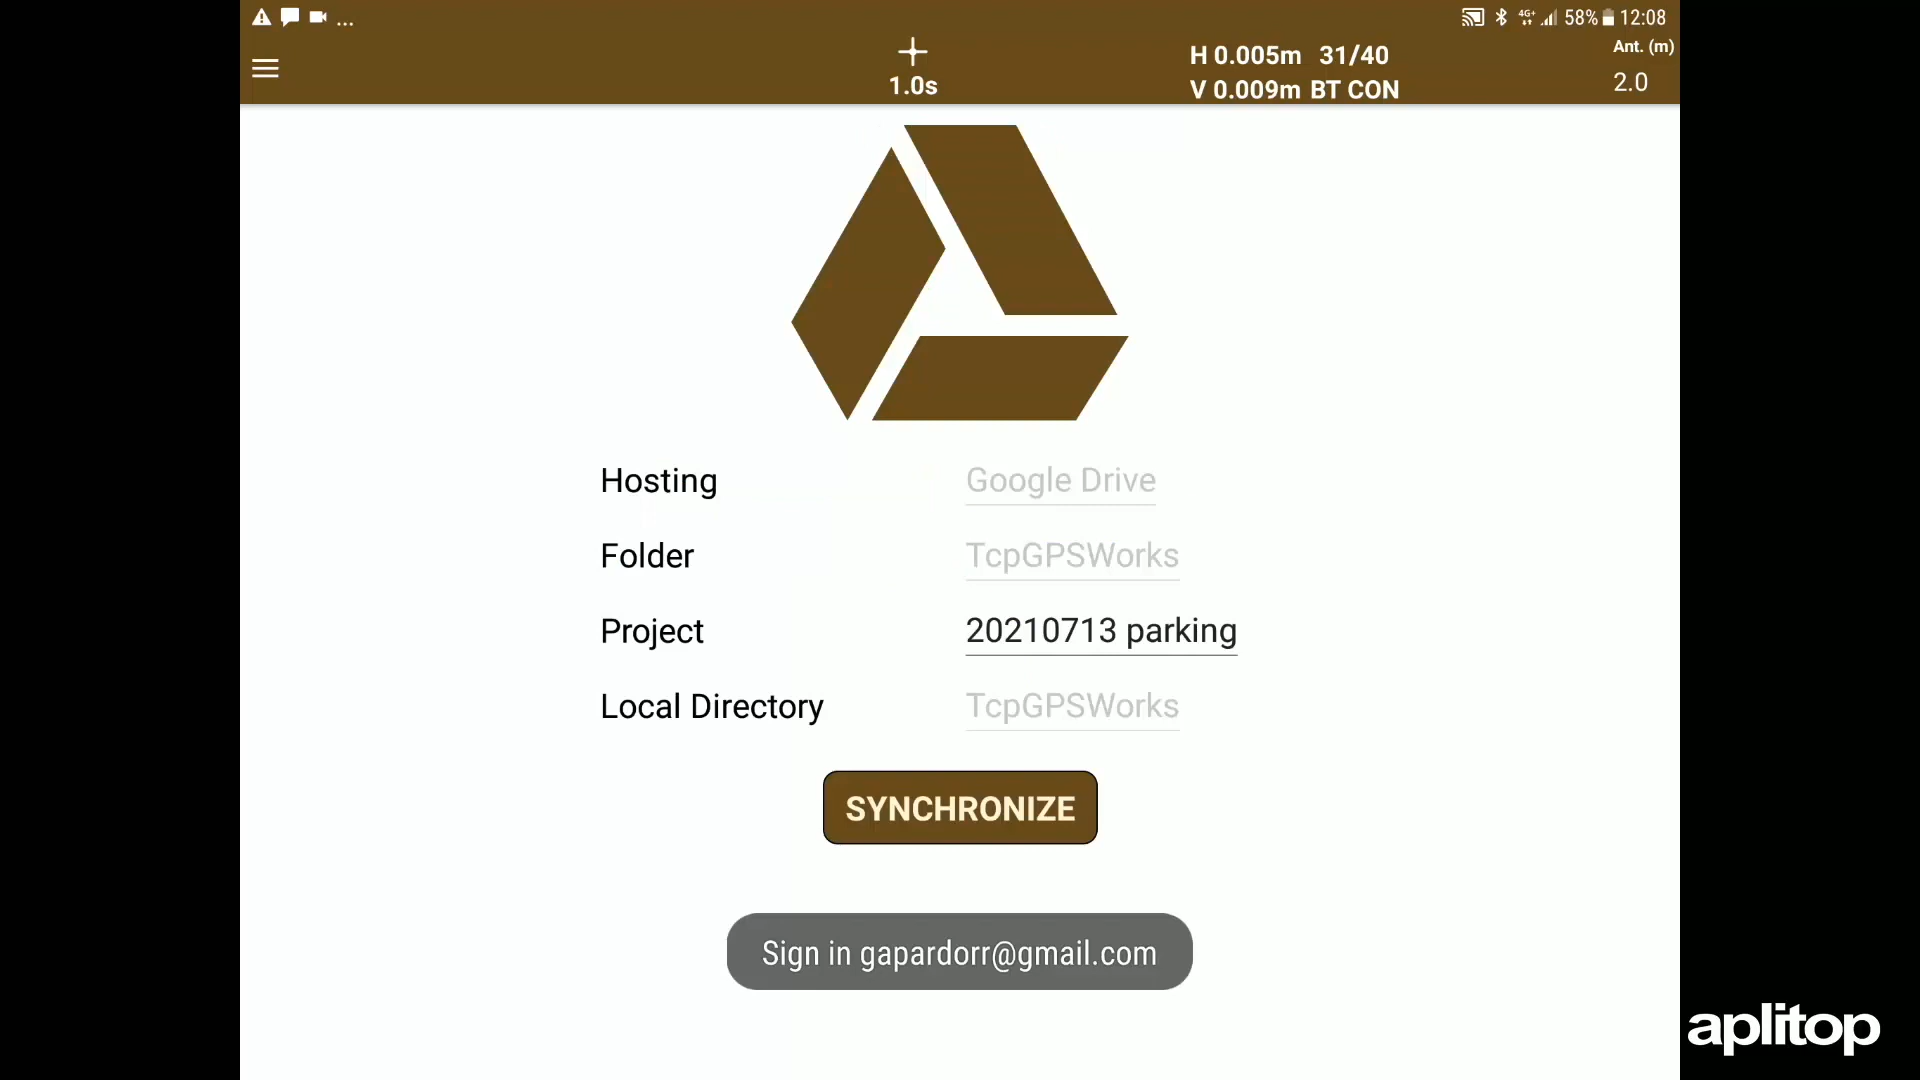 ... 4G+ 58% 12:08
1.0s
H 0.005m 31/40
V 0.009m BT CON
Ant. (m)
2.0
Hosting Google Drive
Folder TcpGPSWorks
Project 20210713 parking
Local Directory TcpGPSWorks
SYNCHRONIZE
Sign in gapardorr@gmail.com
aplitop